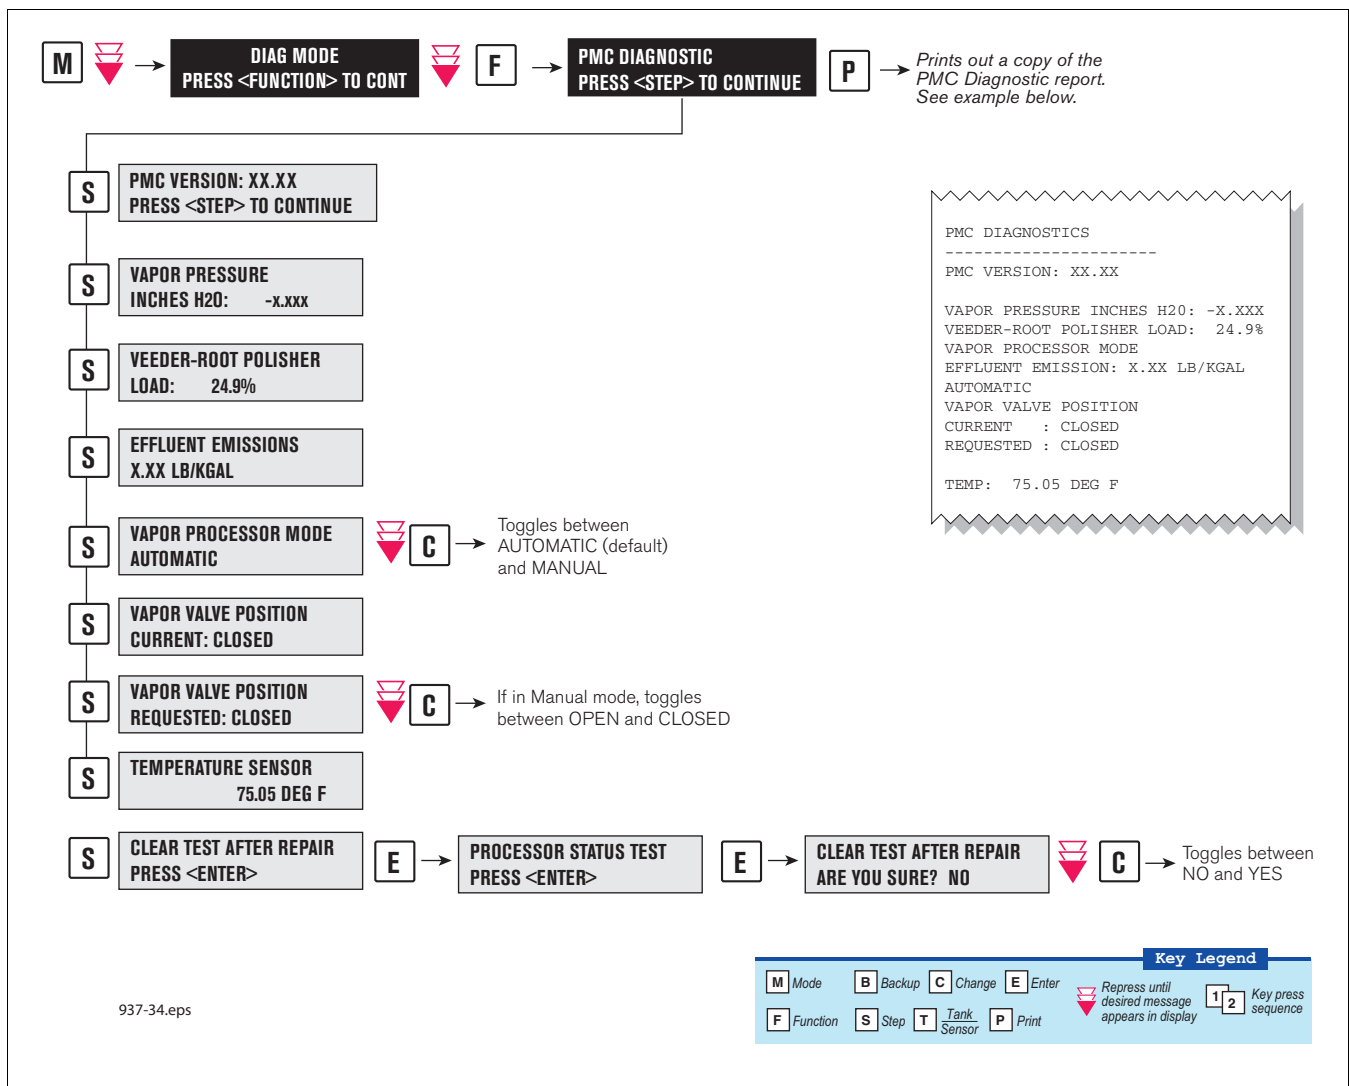 M
DIAG MODE
PRESS <FUNCTION> TO CONT
F
PMC DIAGNOSTIC
PRESS <STEP> TO CONTINUE
P
Prints out a copy of the
PMC Diagnostic report.
See example below.
S
PMC VERSION: XX.XX
PRESS <STEP> TO CONTINUE
S
VAPOR PRESSURE
INCHES H20: -X.XXX
S
VEEDER-ROOT POLISHER
LOAD: 24.9%
S
EFFLUENT EMISSIONS
X.XX LB/KGAL
S
VAPOR PROCESSOR MODE
AUTOMATIC
C
Toggles between
AUTOMATIC (default)
and MANUAL
S
VAPOR VALVE POSITION
CURRENT: CLOSED
S
VAPOR VALVE POSITION
REQUESTED: CLOSED
C
If in Manual mode, toggles
between OPEN and CLOSED
S
TEMPERATURE SENSOR
75.05 DEG F
S
CLEAR TEST AFTER REPAIR
PRESS <ENTER>
E
PROCESSOR STATUS TEST
PRESS <ENTER>
E
CLEAR TEST AFTER REPAIR
ARE YOU SURE? NO
C
Toggles between
NO and YES
PMC DIAGNOSTICS
----------------------
PMC VERSION: XX.XX
VAPOR PRESSURE INCHES H20: -X.XXX
VEEDER-ROOT POLISHER LOAD: 24.9%
VAPOR PROCESSOR MODE
EFFLUENT EMISSION: X.XX LB/KGAL
AUTOMATIC
VAPOR VALVE POSITION
CURRENT : CLOSED
REQUESTED : CLOSED
TEMP: 75.05 DEG F
Key Legend
M Mode
B Backup
C Change
E Enter
F Function
S Step
T Tank
Sensor
P Print
Repress until
desired message
appears in display
1 2
Key press
sequence
937-34.eps